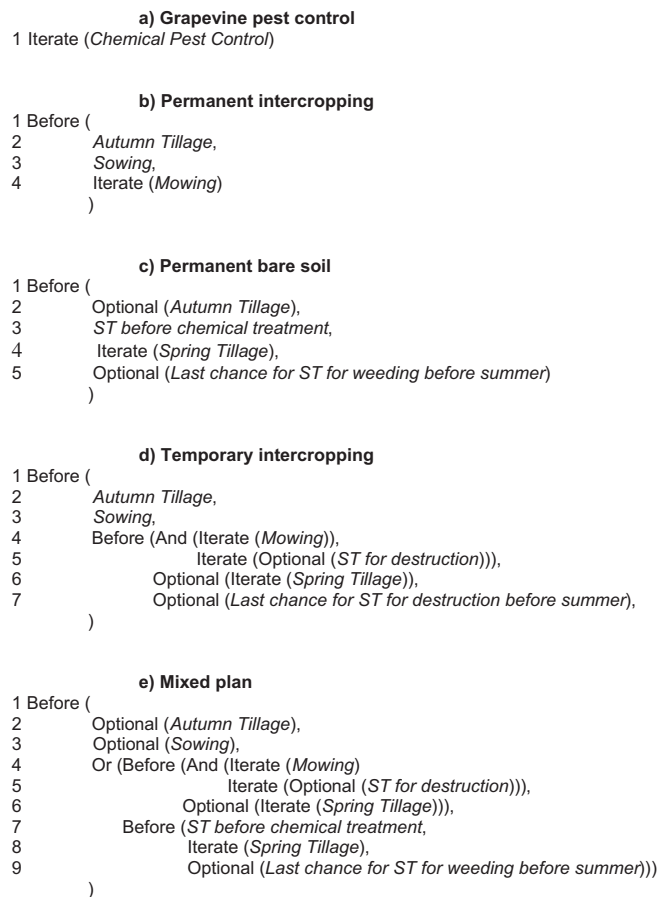 a) Grapevine pest control
1 Iterate (Chemical Pest Control)
b) Permanent intercropping
1 Before (
2 Autumn Tillage,
3 Sowing,
4 Iterate (Mowing)
)
c) Permanent bare soil
1 Before (
2 Optional (Autumn Tillage),
3 ST before chemical treatment,
4 Iterate (Spring Tillage),
5 Optional (Last chance for ST for weeding before summer)
)
d) Temporary intercropping
1 Before (
2 Autumn Tillage,
3 Sowing,
4 Before (And (Iterate (Mowing)),
5 Iterate (Optional (ST for destruction))),
6 Optional (Iterate (Spring Tillage)),
7 Optional (Last chance for ST for destruction before summer),
)
e) Mixed plan
1 Before (
2 Optional (Autumn Tillage),
3 Optional (Sowing),
4 Or (Before (And (Iterate (Mowing)
5 Iterate (Optional (ST for destruction))),
6 Optional (Iterate (Spring Tillage))),
7 Before (ST before chemical treatment,
8 Iterate (Spring Tillage),
9 Optional (Last chance for ST for weeding before summer)))
)